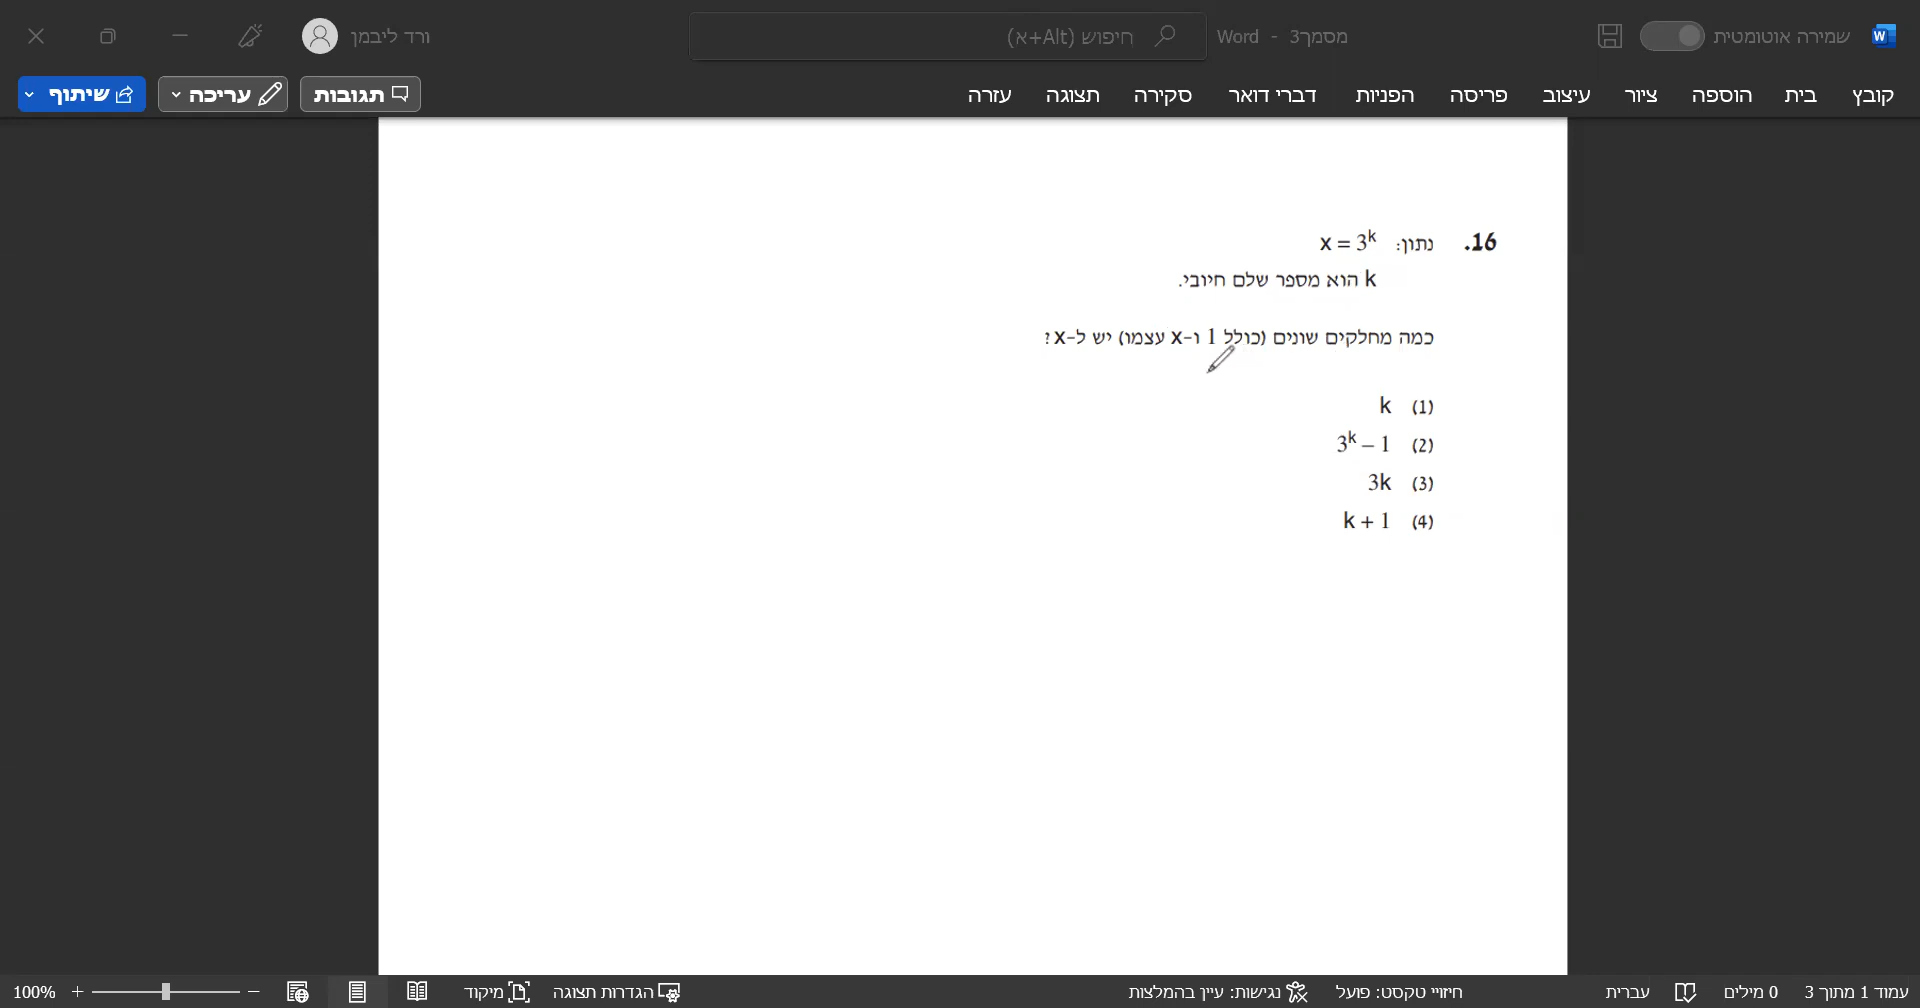 שמירה אוטומטית
מסמך3 - Word
חיפוש (Alt+א)
ורד ליבמן
קובץ בית הוספה ציור עיצוב פריסה הפניות דברי דואר סקירה תצוגה עזרה
תגובות עריכה שיתוף
16. נתון: x = 3^k
k הוא מספר שלם חיובי.
כמה מחלקים שונים (כולל 1 ו-x עצמו) יש ל-x?
(1) k
(2) 3^k – 1
(3) 3k
(4) k + 1
עמוד 1 מתוך 3 0 מילים עברית חיזויי טקסט: פועל נגישות: עיין בהמלצות הגדרות תצוגה מיקוד 100%